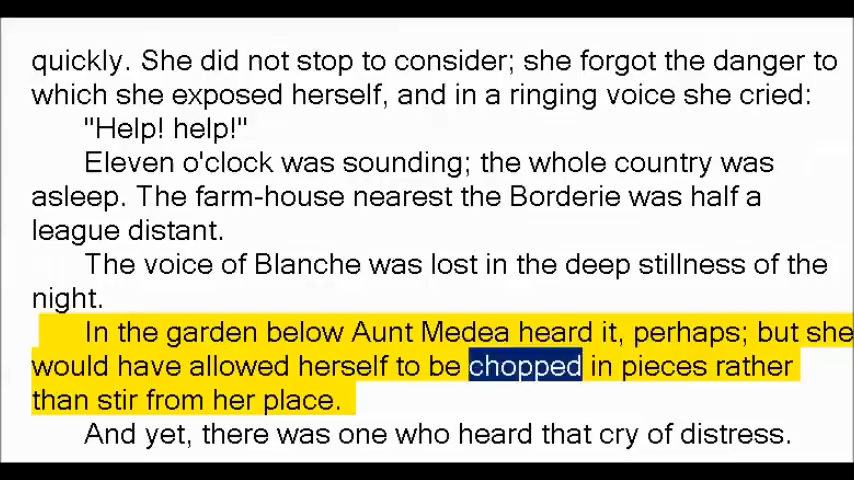 quickly. She did not stop to consider; she forgot the danger to
which she exposed herself, and in a ringing voice she cried:
"Help! help!"
Eleven o'clock was sounding; the whole country was
asleep. The farm-house nearest the Borderie was half a
league distant.
The voice of Blanche was lost in the deep stillness of the
night.
In the garden below Aunt Medea heard it, perhaps; but she
would have allowed herself to be chopped in pieces rather
than stir from her place.
And yet, there was one who heard that cry of distress.